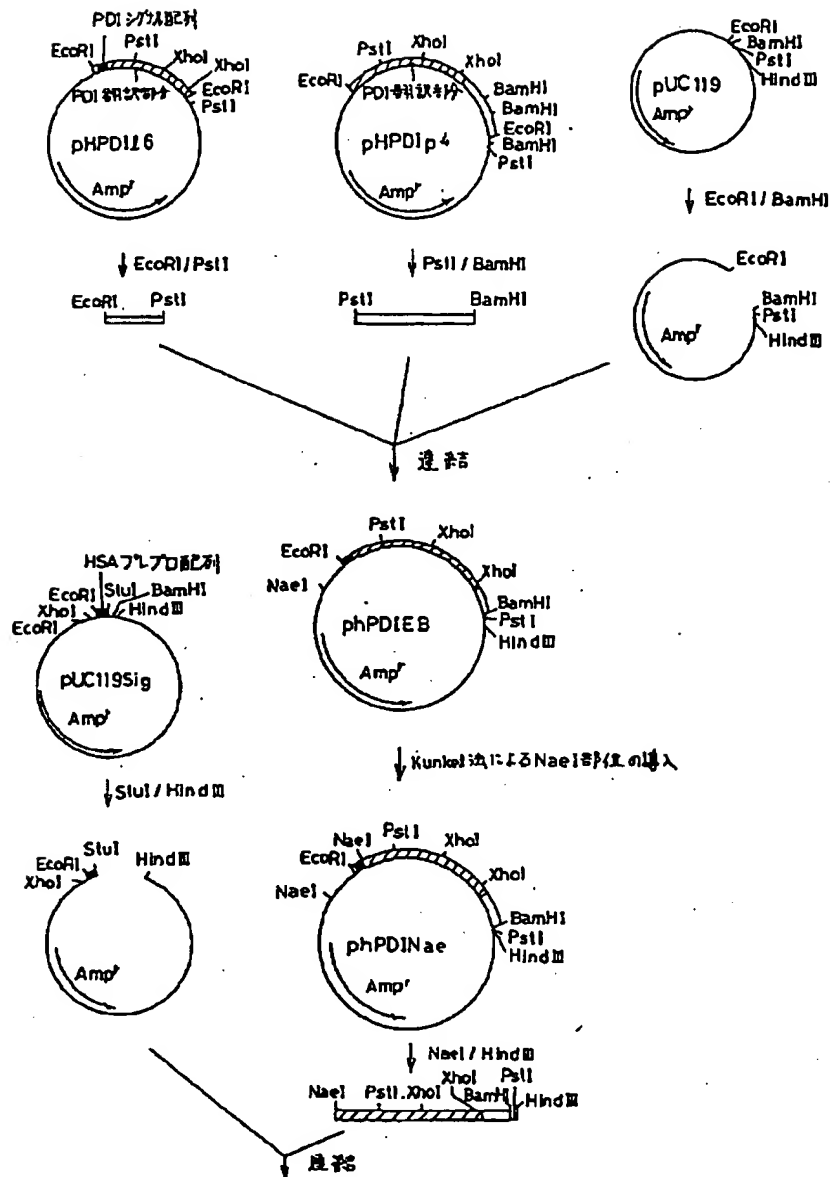 PDIシグナル配列
EcoRI
PstI
XhoI
XhoI
EcoRI
PstI
PDI翻訳部分
pHPDIl6
Ampʳ
PstI
XhoI
XhoI
EcoRI
BamHI
BamHI
EcoRI
BamHI
PstI
PDI翻訳部分
pHPDIp4
Ampʳ
EcoRI
BamHI
PstI
HindⅢ
pUC119
Ampʳ
EcoRI/PstI
PstI/BamHI
EcoRI/BamHI
EcoRI PstI
PstI BamHI
EcoRI
BamHI
PstI
HindⅢ
Ampʳ
連結
HSAプレプロ配列
EcoRI
StuI
BamHI
XhoI
HindⅢ
EcoRI
pUC119Sig
Ampʳ
PstI
XhoI
EcoRI
XhoI
NaeI
BamHI
PstI
HindⅢ
phPDIEB
Ampʳ
StuI/HindⅢ
Kunkel法によるNaeI部位の導入
StuI
HindⅢ
EcoRI
XhoI
Ampʳ
NaeI
PstI
XhoI
EcoRI
XhoI
NaeI
BamHI
PstI
HindⅢ
phPDINae
Ampʳ
NaeI/HindⅢ
NaeI
PstI
XhoI
XhoI
BamHI
PstI
HindⅢ
連結